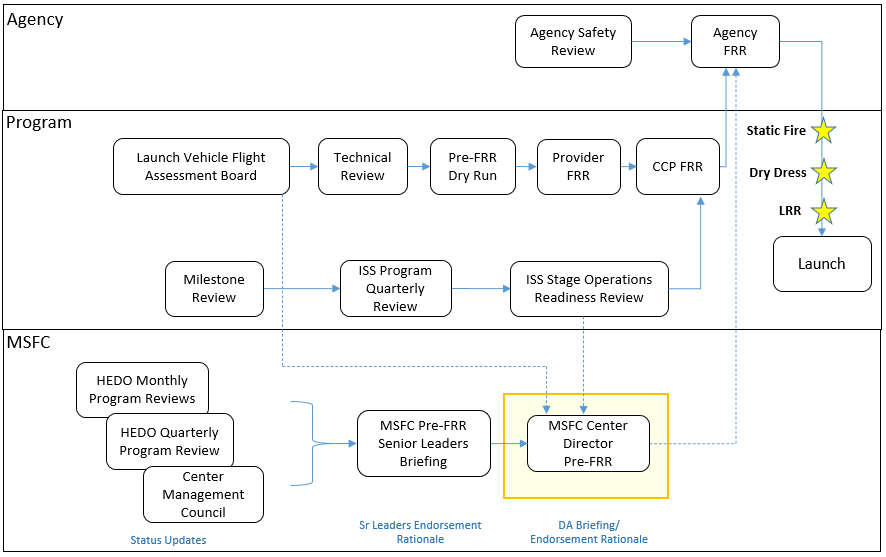 Agency
Agency Safety
Review
Agency
FRR
Program
Static Fire
Dry Dress
LRR
Launch
Launch Vehicle Flight
Assessment Board
Technical
Review
Pre-FRR
Dry Run
Provider
FRR
CCP FRR
Milestone
Review
ISS Program
Quarterly
Review
ISS Stage Operations
Readiness Review
MSFC
HEDO Monthly
Program Reviews
HEDO Quarterly
Program Review
Center
Management
Council
MSFC Pre-FRR
Senior Leaders
Briefing
MSFC Center
Director
Pre-FRR
Status Updates
Sr Leaders Endorsement
Rationale
DA Briefing/
Endorsement Rationale